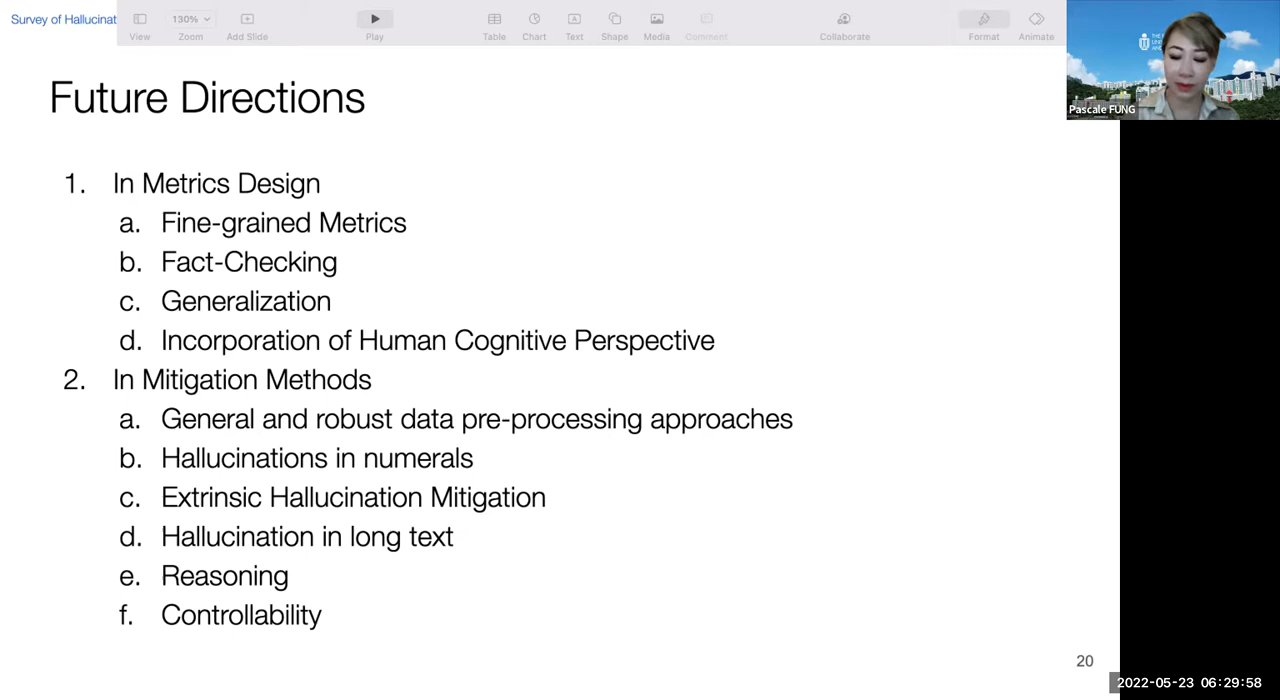 Survey of Hallucinat
130%
View
Zoom
Add Slide
Play
Table
Chart
Text
Shape
Media
Comment
Collaborate
Format
Animate
Pascale FUNG
Future Directions
1. In Metrics Design
a. Fine-grained Metrics
b. Fact-Checking
c. Generalization
d. Incorporation of Human Cognitive Perspective
2. In Mitigation Methods
a. General and robust data pre-processing approaches
b. Hallucinations in numerals
c. Extrinsic Hallucination Mitigation
d. Hallucination in long text
e. Reasoning
f. Controllability
20
2022-05-23 06:29:58